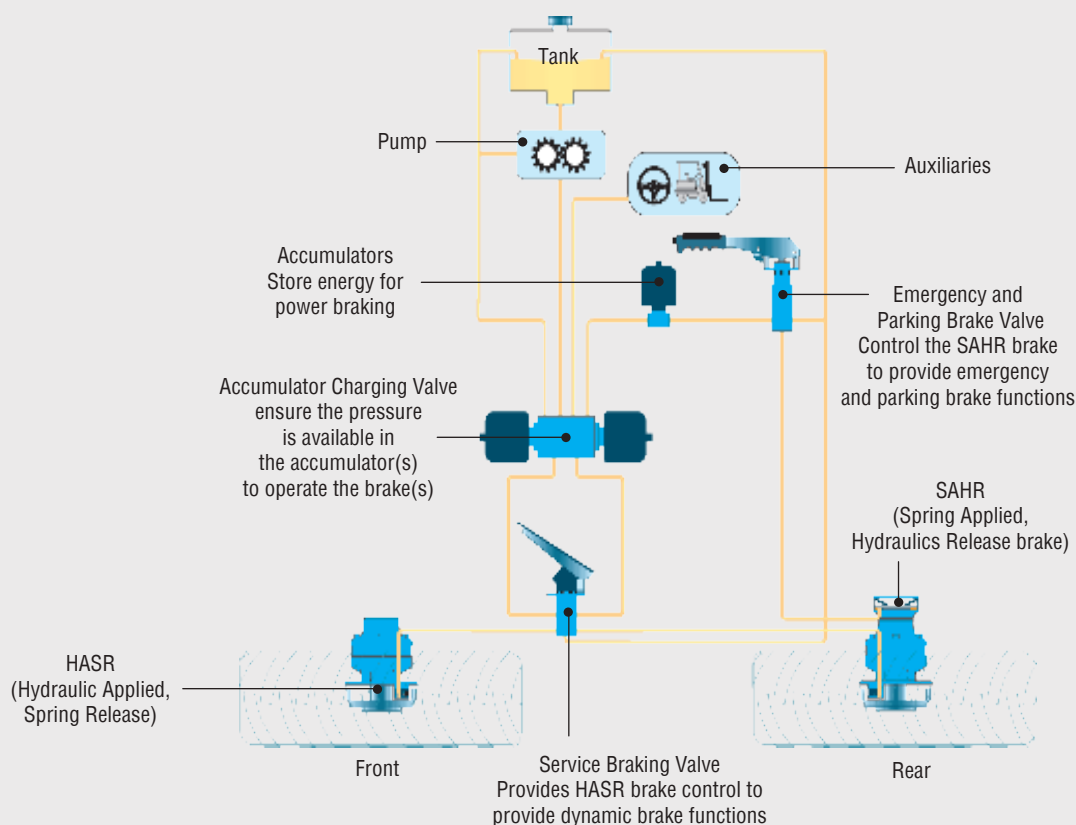 Tank
Pump
Auxiliaries
Accumulators
Store energy for
power braking
Emergency and
Parking Brake Valve
Control the SAHR brake
to provide emergency
and parking brake functions
Accumulator Charging Valve
ensure the pressure
is available in
the accumulator(s)
to operate the brake(s)
SAHR
(Spring Applied,
Hydraulics Release brake)
HASR
(Hydraulic Applied,
Spring Release)
Front
Service Braking Valve
Provides HASR brake control to
provide dynamic brake functions
Rear